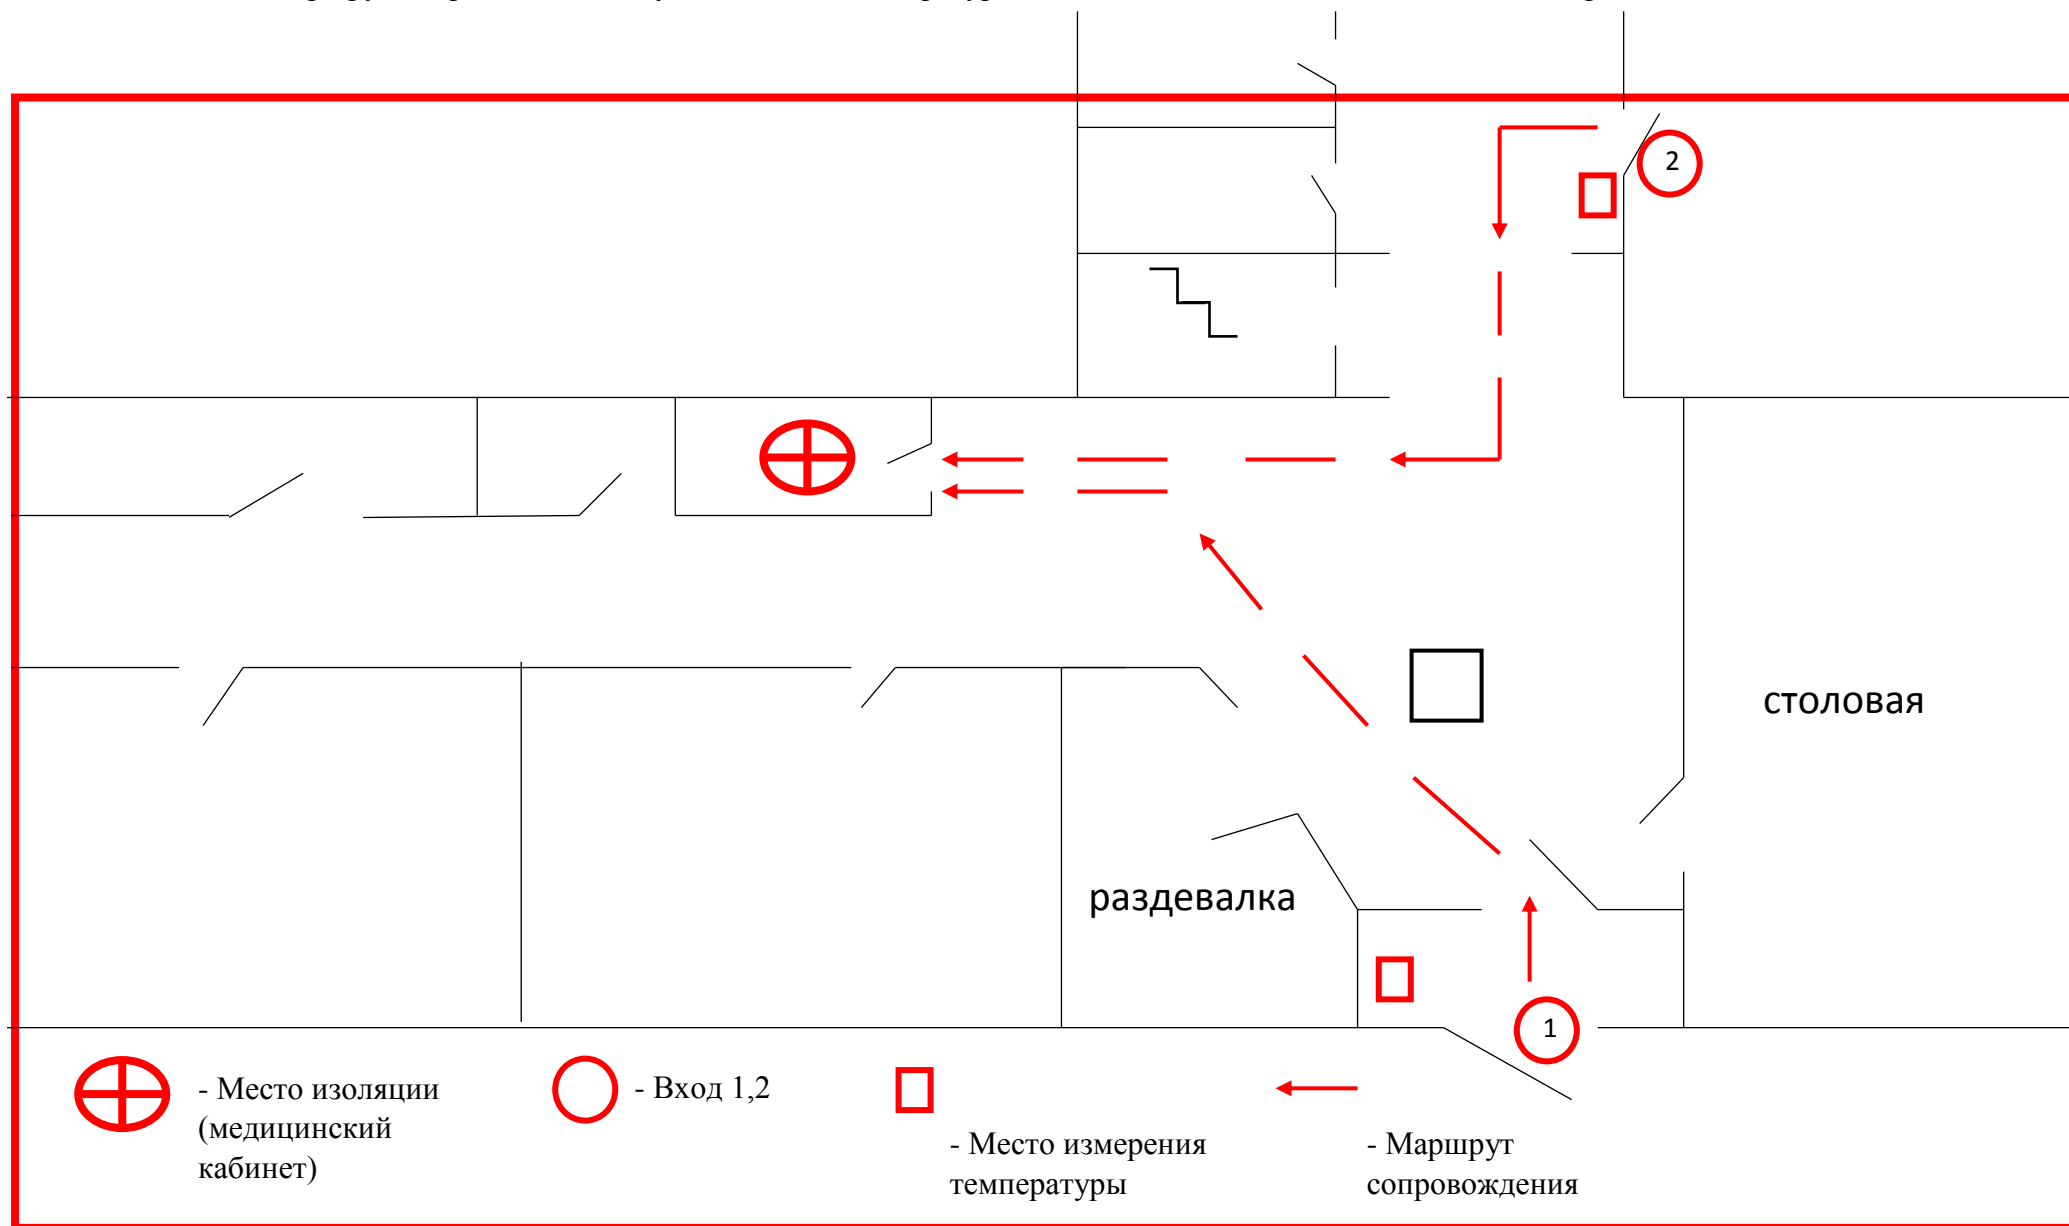 2
столовая
раздевалка
1
- Место изоляции
(медицинский
кабинет)
- Вход 1,2
- Место измерения
температуры
- Маршрут
сопровождения